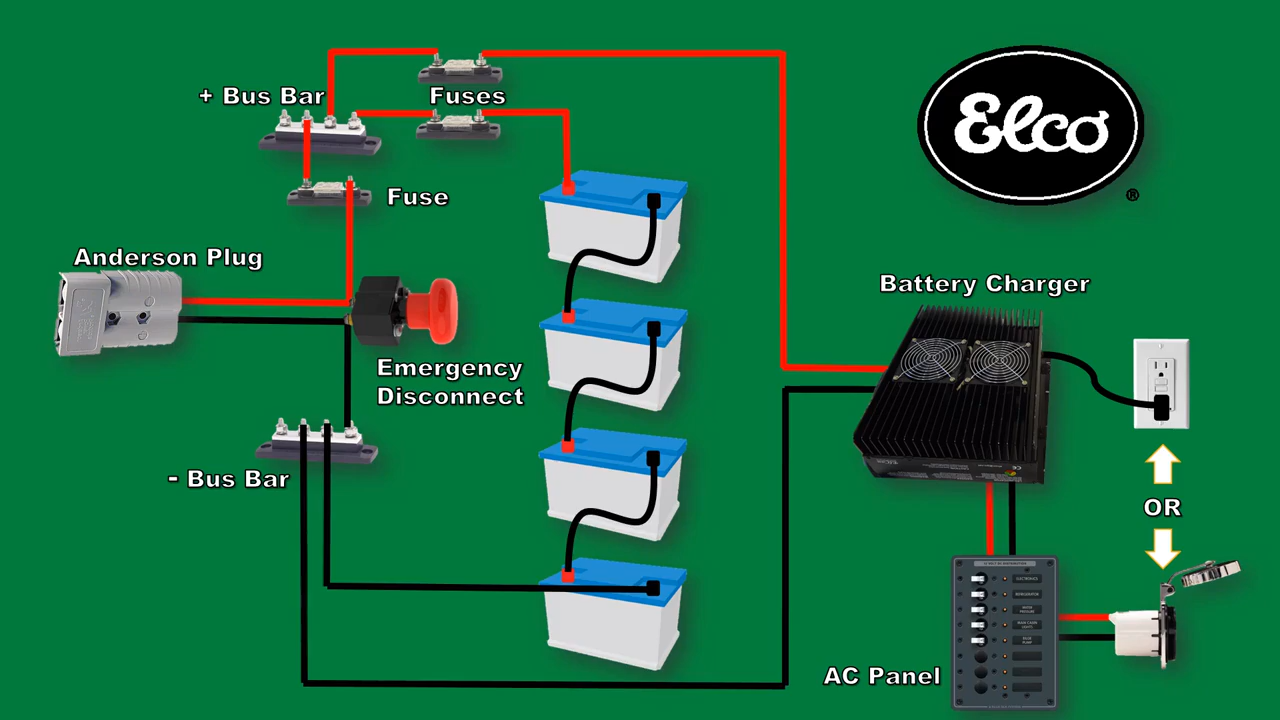 + Bus Bar
Fuses
Elco
®
Fuse
Anderson Plug
Battery Charger
Emergency
Disconnect
- Bus Bar
OR
AC Panel